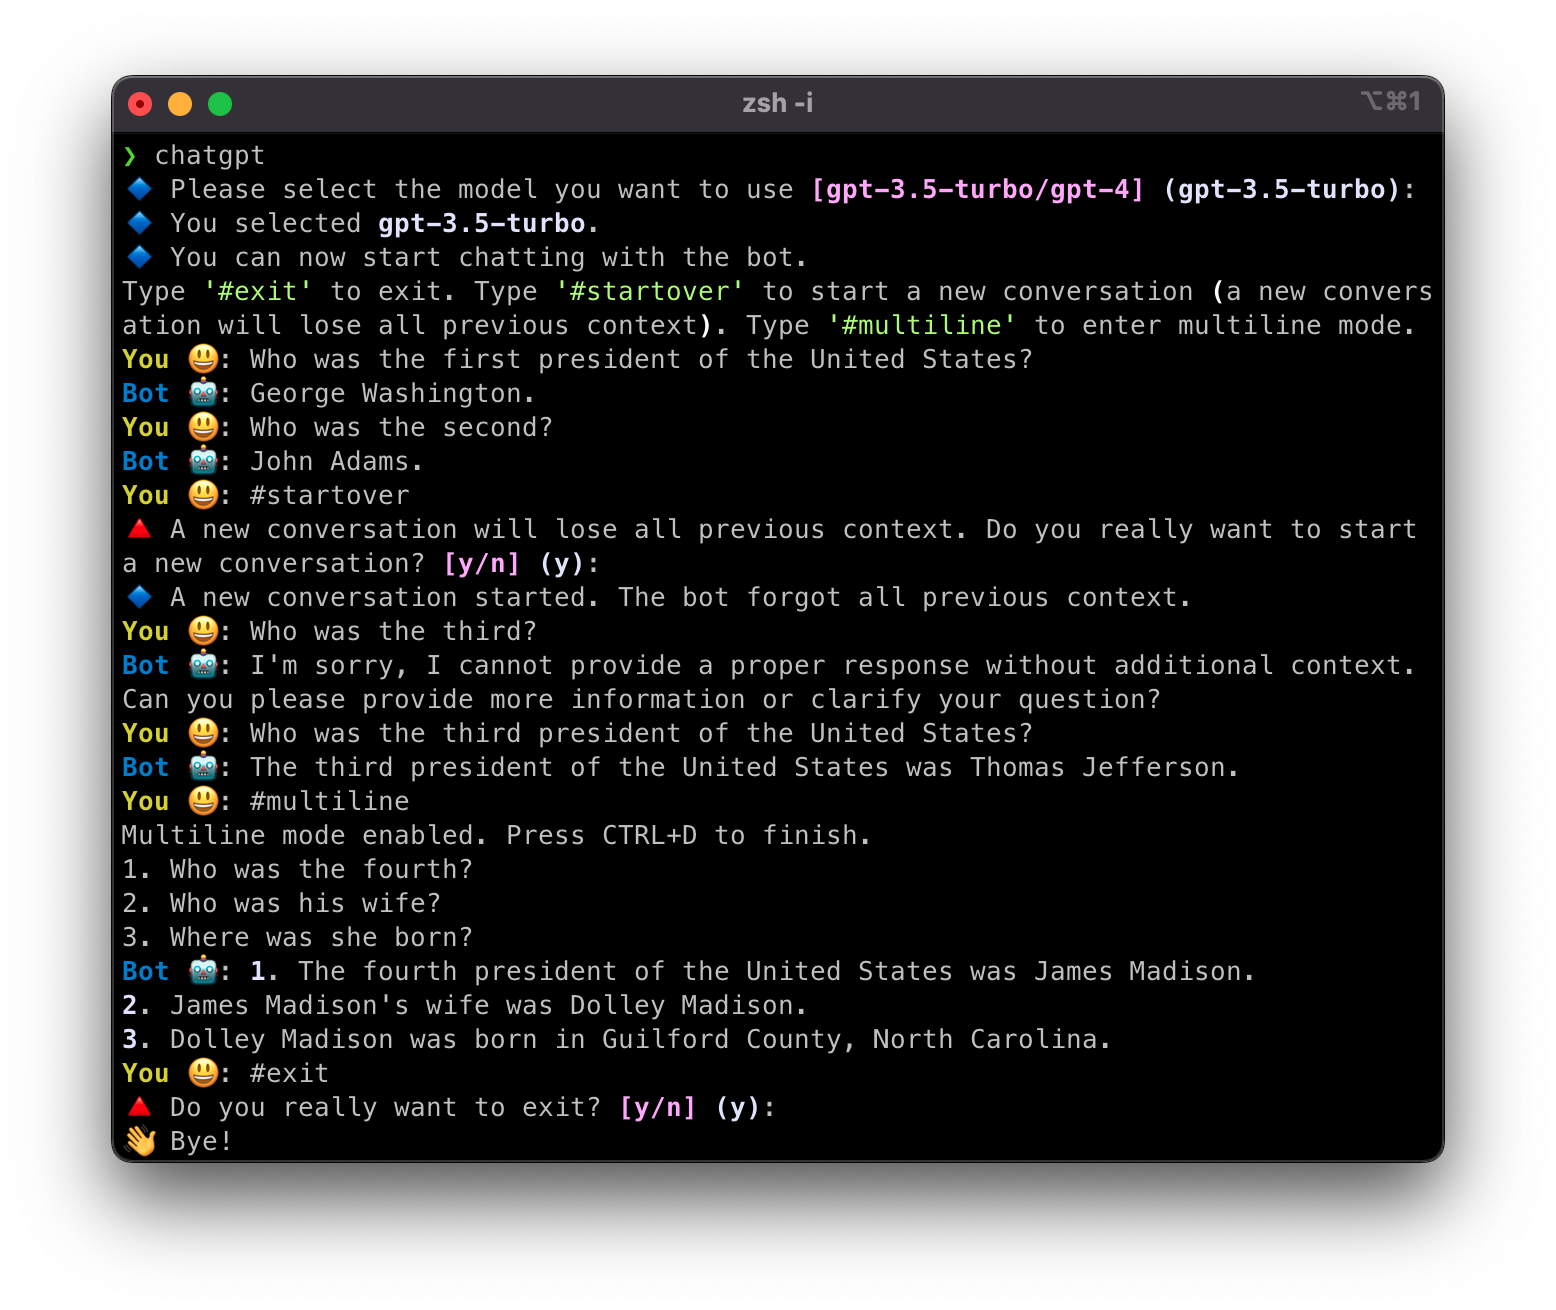 zsh -i
⌥⌘1
❯ chatgpt
🔷 Please select the model you want to use [gpt-3.5-turbo/gpt-4] (gpt-3.5-turbo):
🔷 You selected gpt-3.5-turbo.
🔷 You can now start chatting with the bot.
Type '#exit' to exit. Type '#startover' to start a new conversation (a new convers
ation will lose all previous context). Type '#multiline' to enter multiline mode.
You 😃: Who was the first president of the United States?
Bot 🤖: George Washington.
You 😃: Who was the second?
Bot 🤖: John Adams.
You 😃: #startover
🔺 A new conversation will lose all previous context. Do you really want to start
a new conversation? [y/n] (y):
🔷 A new conversation started. The bot forgot all previous context.
You 😃: Who was the third?
Bot 🤖: I'm sorry, I cannot provide a proper response without additional context.
Can you please provide more information or clarify your question?
You 😃: Who was the third president of the United States?
Bot 🤖: The third president of the United States was Thomas Jefferson.
You 😃: #multiline
Multiline mode enabled. Press CTRL+D to finish.
1. Who was the fourth?
2. Who was his wife?
3. Where was she born?
Bot 🤖: 1. The fourth president of the United States was James Madison.
2. James Madison's wife was Dolley Madison.
3. Dolley Madison was born in Guilford County, North Carolina.
You 😃: #exit
🔺 Do you really want to exit? [y/n] (y):
👋 Bye!